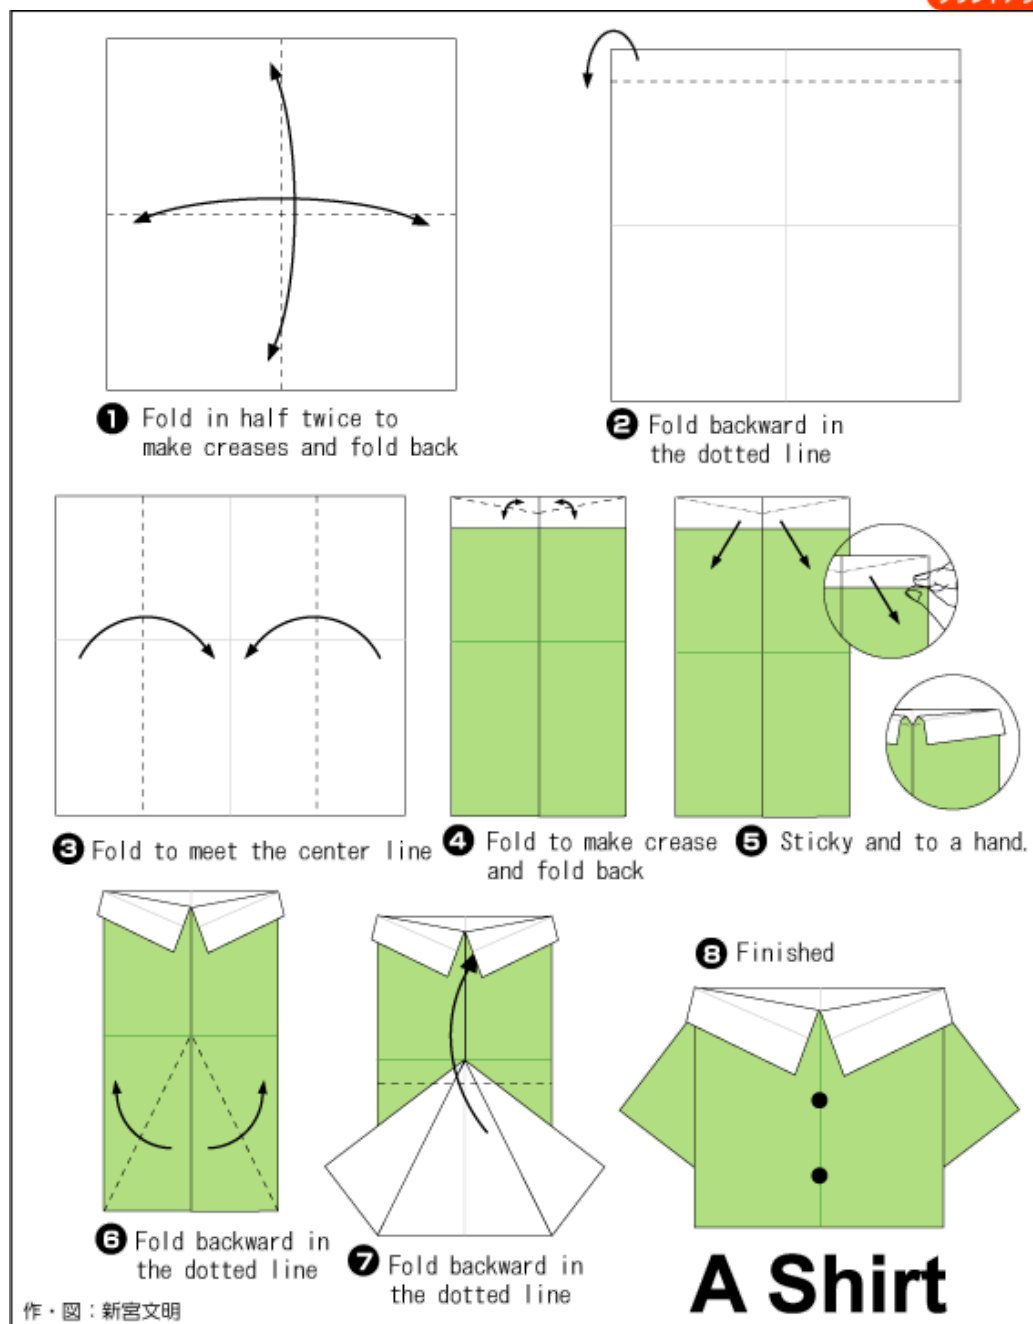 1 Fold in half twice to
make creases and fold back
2 Fold backward in
the dotted line
3 Fold to meet the center line
4 Fold to make crease
and fold back
5 Sticky and to a hand.
6 Fold backward in
the dotted line
7 Fold backward in
the dotted line
8 Finished
A Shirt
作・図：新宮文明